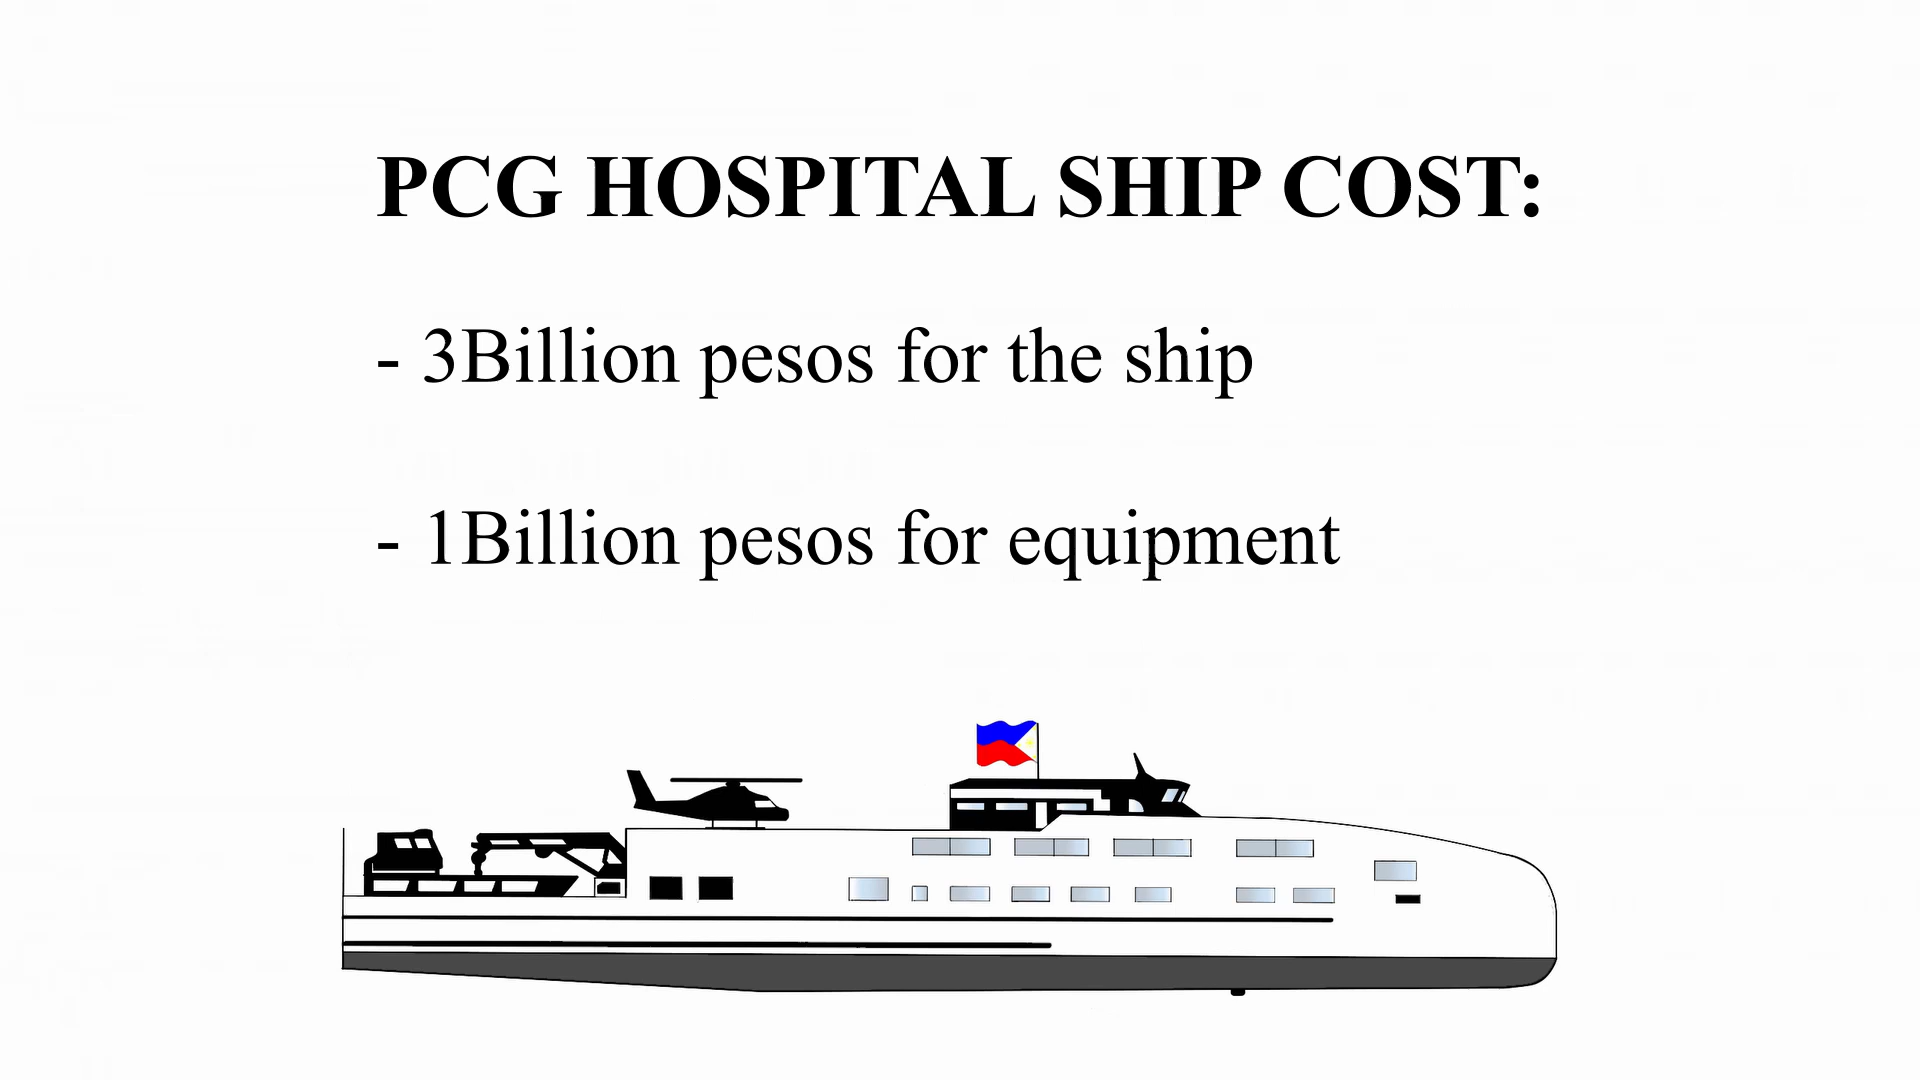 PCG HOSPITAL SHIP COST:
- 3Billion pesos for the ship
- 1Billion pesos for equipment